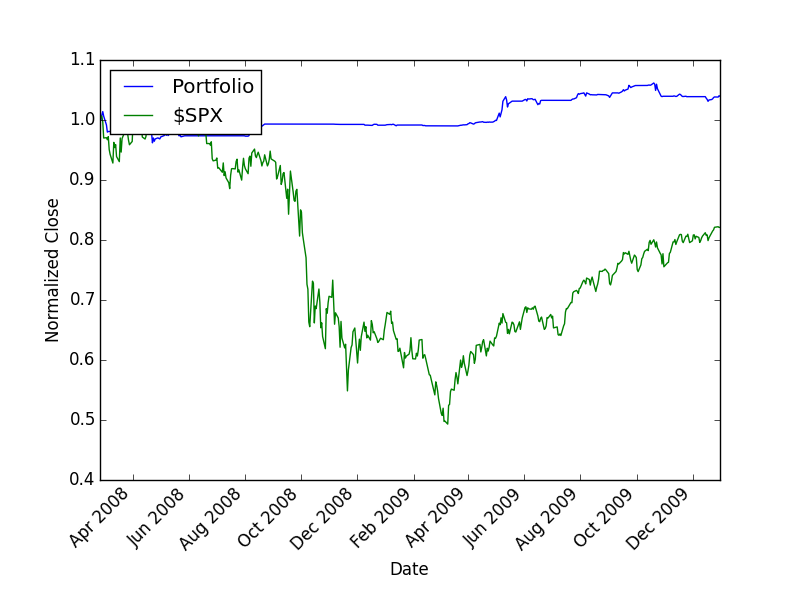 1.1
1.0
0.9
0.8
0.7
0.6
0.5
0.4
Normalized Close
Portfolio
$SPX
Apr 2008
Jun 2008
Aug 2008
Oct 2008
Dec 2008
Feb 2009
Apr 2009
Jun 2009
Aug 2009
Oct 2009
Dec 2009
Date